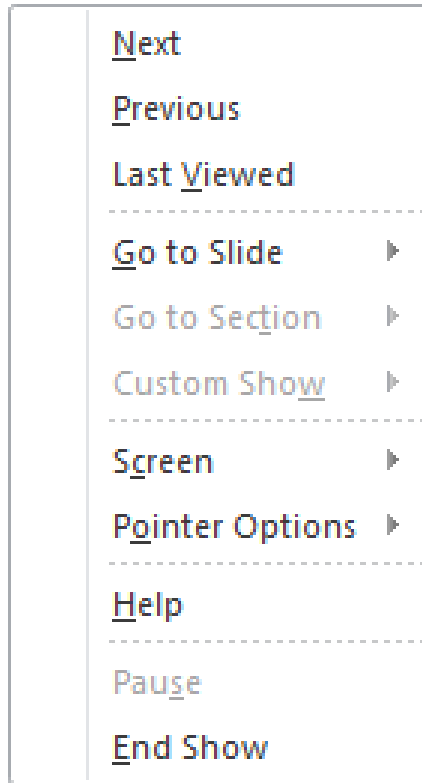 Next
Previous
Last Viewed
Go to Slide
Go to Section
Custom Show
Screen
Pointer Options
Help
Pause
End Show